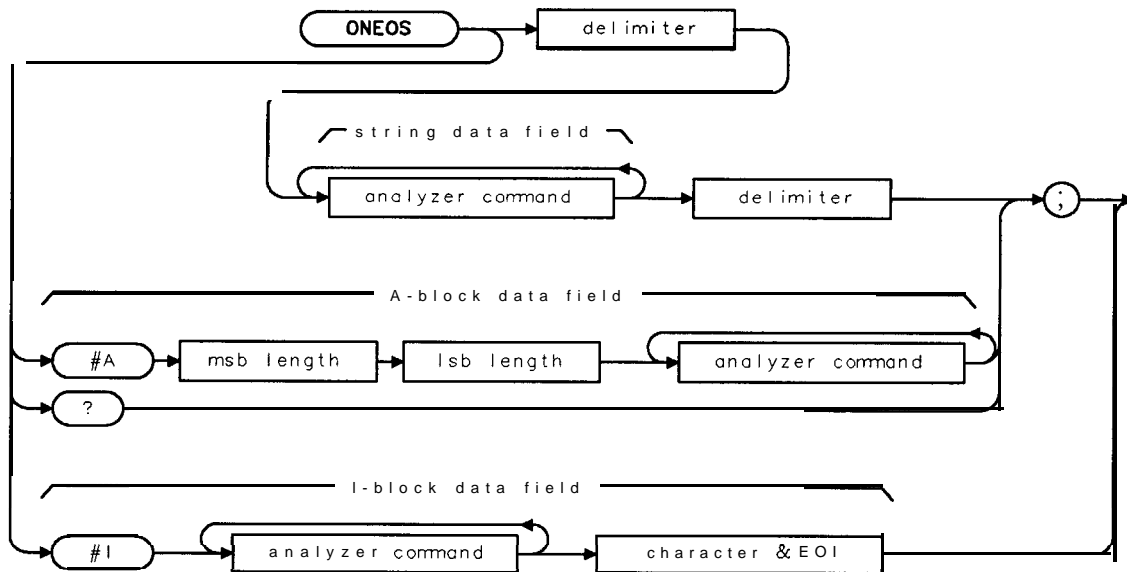 ONEOS
delimiter
string data field
analyzer command
delimiter
;
A-block data field
#A
msb length
lsb length
analyzer command
?
I-block data field
#I
analyzer command
character & EOI